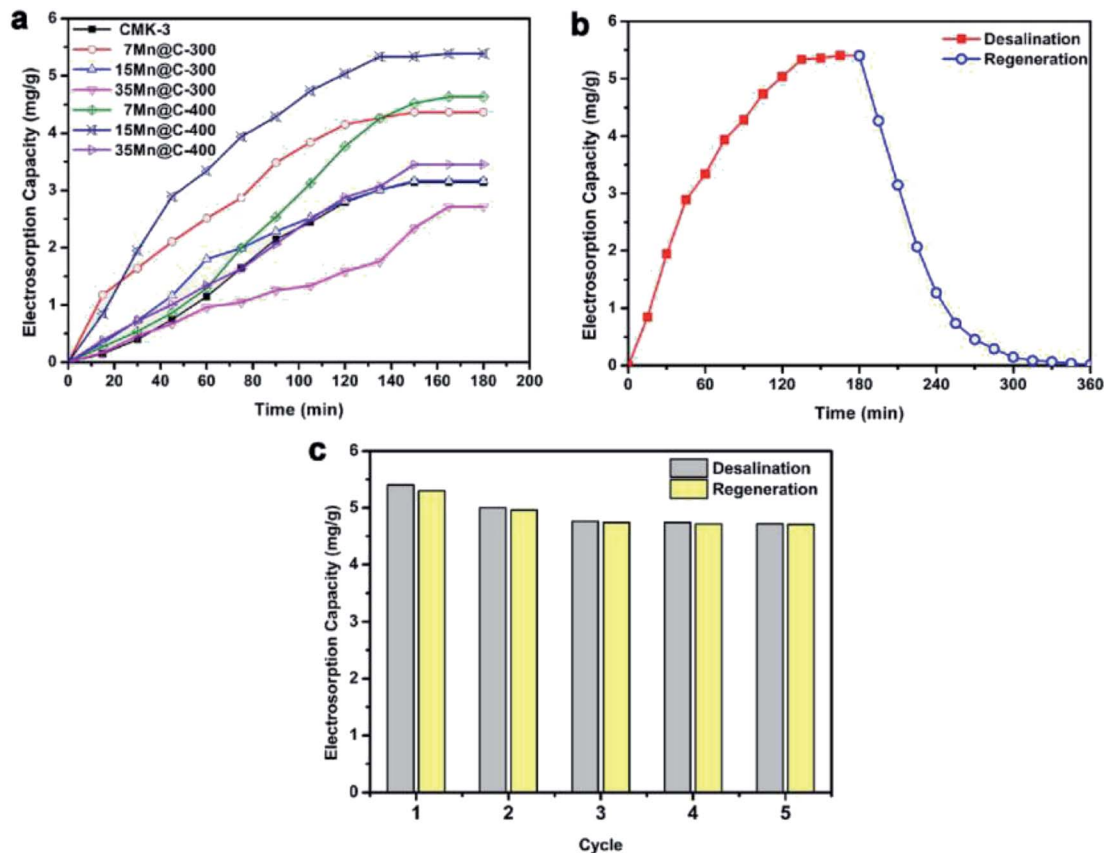 a
Electrosorption Capacity (mg/g)
6
5
4
3
2
1
0
CMK-3
7Mn@C-300
15Mn@C-300
35Mn@C-300
7Mn@C-400
15Mn@C-400
35Mn@C-400
0 20 40 60 80 100 120 140 160 180 200
Time (min)
b
Electrosorption Capacity (mg/g)
6
5
4
3
2
1
0
Desalination
Regeneration
0 60 120 180 240 300 360
Time (min)
c
Electrosorption Capacity (mg/g)
6
5
4
3
2
1
0
Desalination
Regeneration
1 2 3 4 5
Cycle